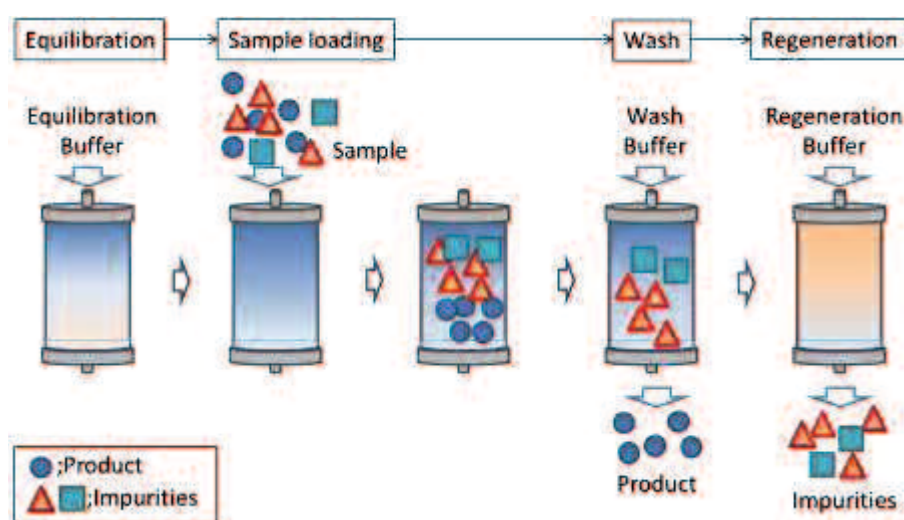 Equilibration
Sample loading
Wash
Regeneration
Equilibration
Buffer
Sample
Wash
Buffer
Regeneration
Buffer
;Product
;Impurities
Product
Impurities